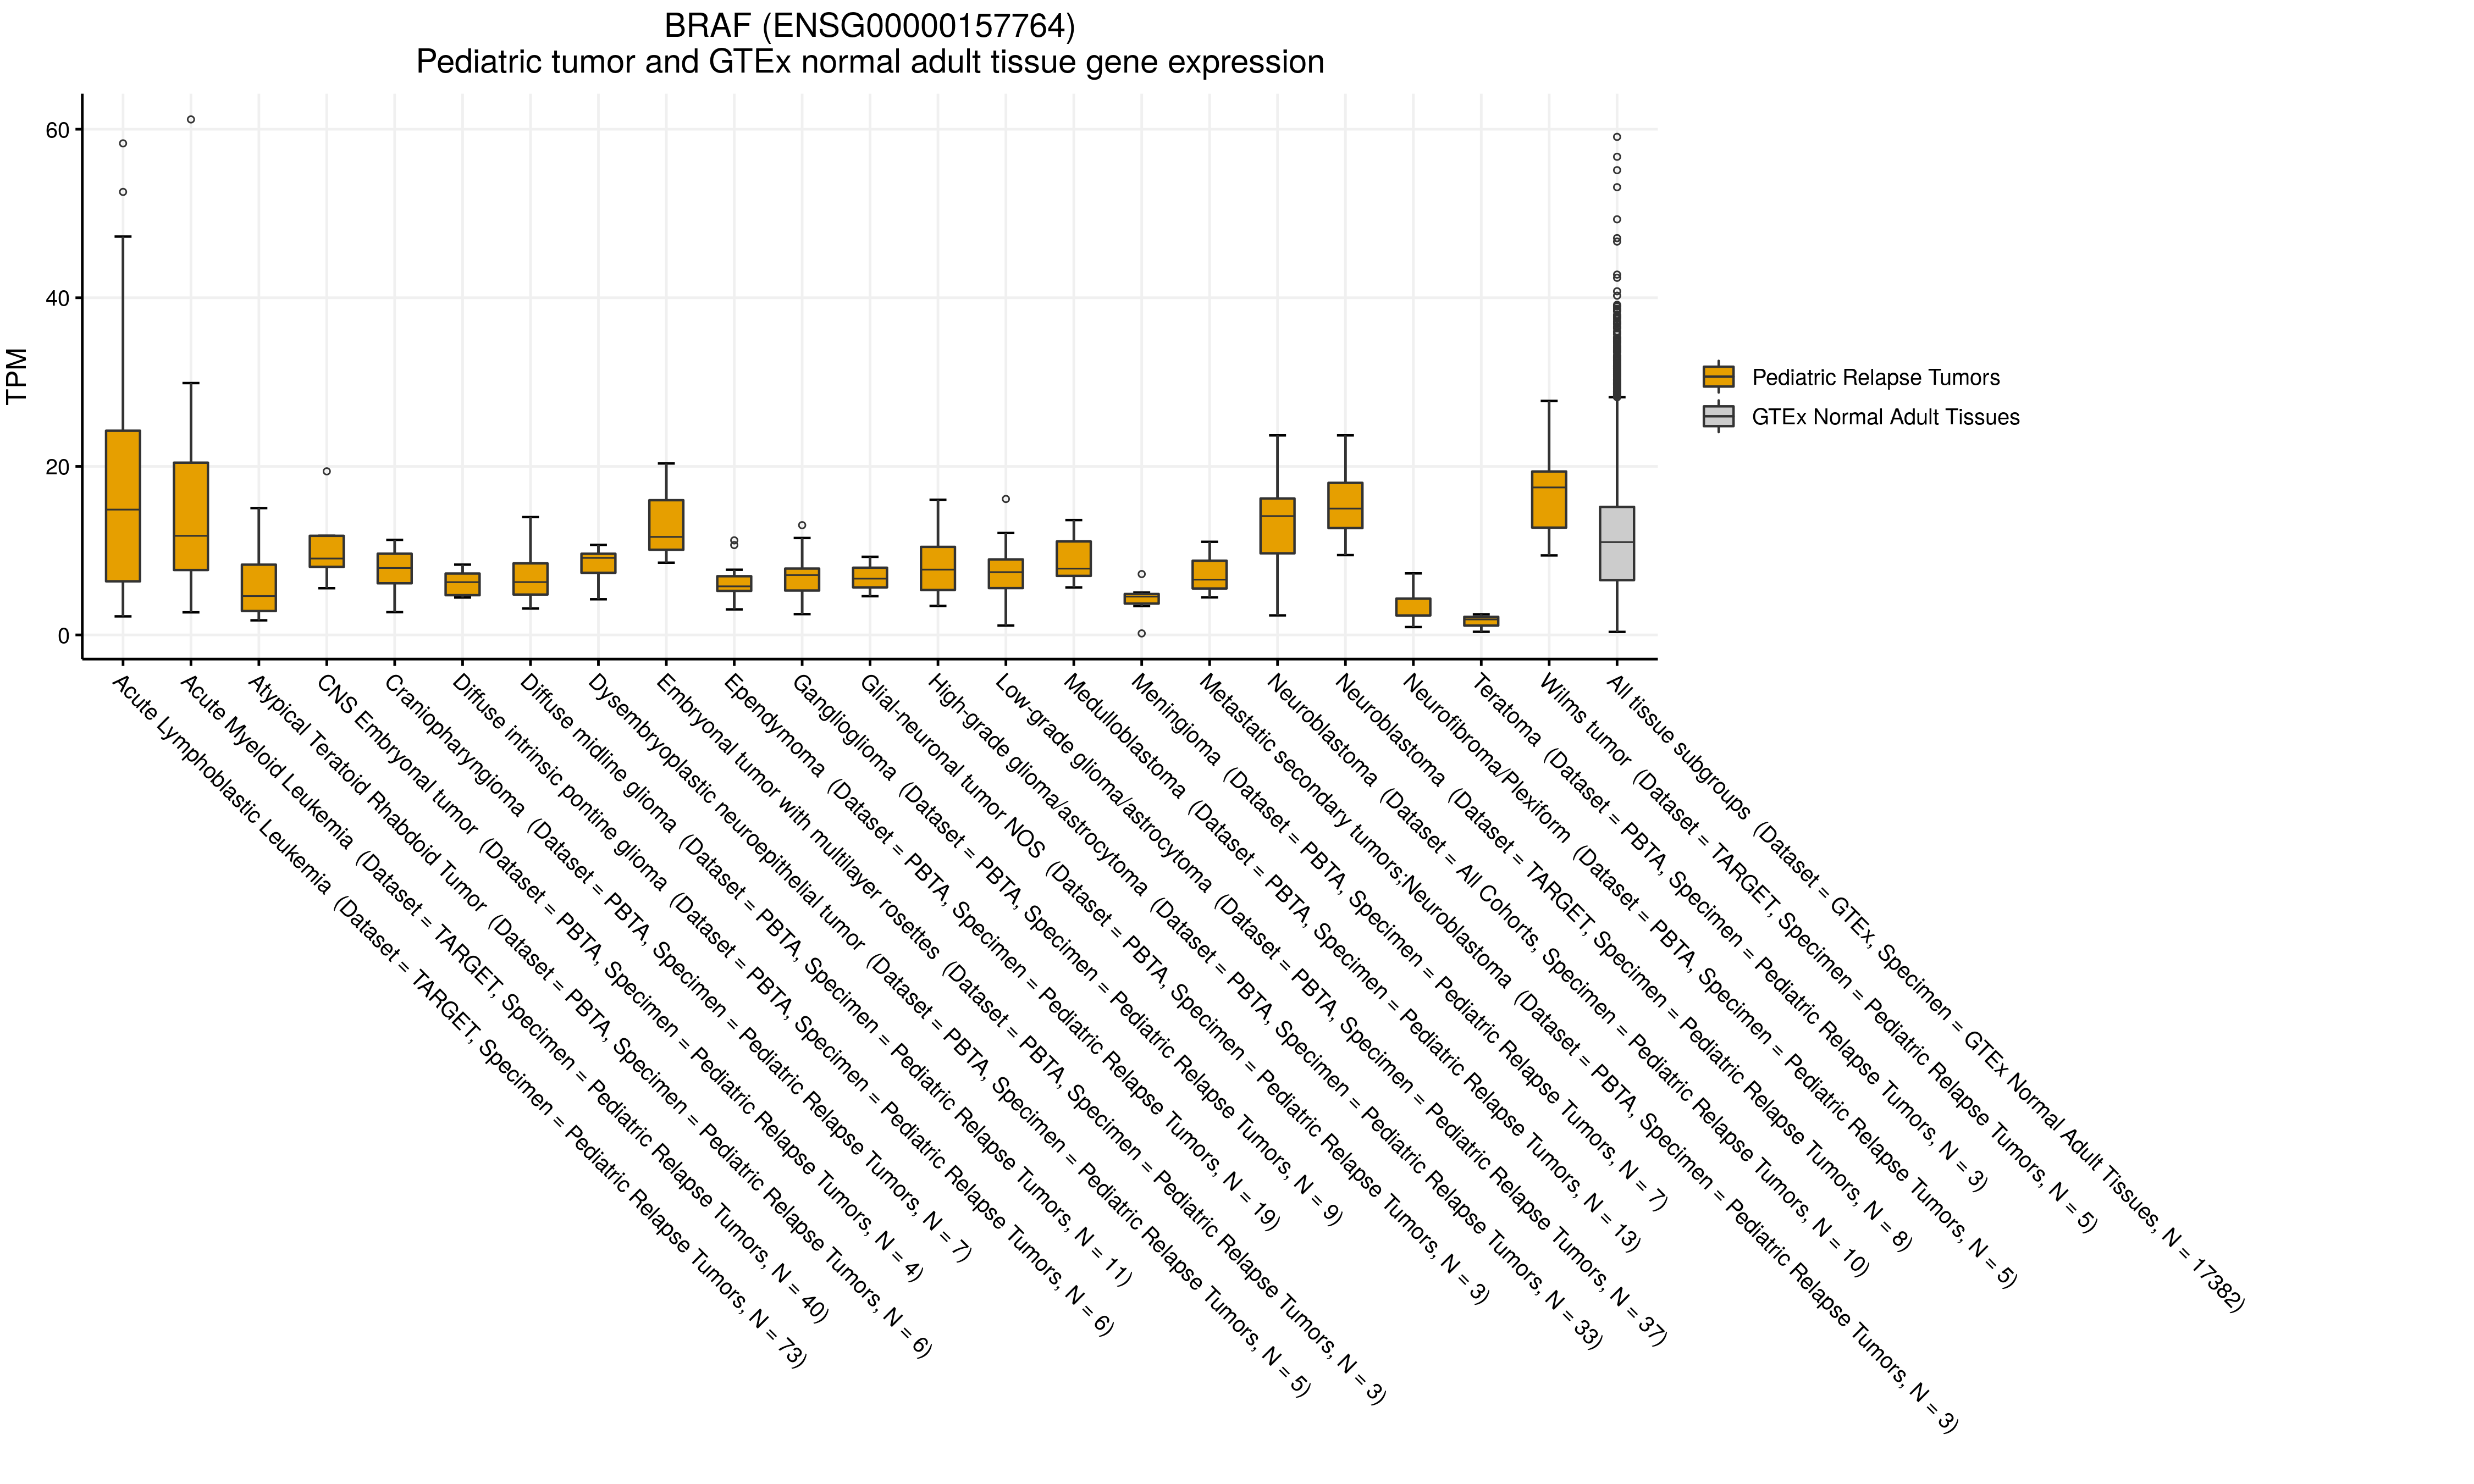 BRAF (ENSG00000157764)
Pediatric tumor and GTEx normal adult tissue gene expression
TPM
60
40
20
0
Acute Lymphoblastic Leukemia (Dataset = TARGET, Specimen = Pediatric Relapse Tumors, N = 73)
Acute Myeloid Leukemia (Dataset = TARGET, Specimen = Pediatric Relapse Tumors, N = 40)
Atypical Teratoid Rhabdoid Tumor (Dataset = PBTA, Specimen = Pediatric Relapse Tumors, N = 6)
CNS Embryonal tumor (Dataset = PBTA, Specimen = Pediatric Relapse Tumors, N = 4)
Craniopharyngioma (Dataset = PBTA, Specimen = Pediatric Relapse Tumors, N = 7)
Diffuse intrinsic pontine glioma (Dataset = PBTA, Specimen = Pediatric Relapse Tumors, N = 6)
Diffuse midline glioma (Dataset = PBTA, Specimen = Pediatric Relapse Tumors, N = 11)
Dysembryoplastic neuroepithelial tumor (Dataset = PBTA, Specimen = Pediatric Relapse Tumors, N = 5)
Embryonal tumor with multilayer rosettes (Dataset = PBTA, Specimen = Pediatric Relapse Tumors, N = 3)
Ependymoma (Dataset = PBTA, Specimen = Pediatric Relapse Tumors, N = 19)
Ganglioglioma (Dataset = PBTA, Specimen = Pediatric Relapse Tumors, N = 9)
Glial-neuronal tumor NOS (Dataset = PBTA, Specimen = Pediatric Relapse Tumors, N = 3)
High-grade glioma/astrocytoma (Dataset = PBTA, Specimen = Pediatric Relapse Tumors, N = 33)
Low-grade glioma/astrocytoma (Dataset = PBTA, Specimen = Pediatric Relapse Tumors, N = 37)
Medulloblastoma (Dataset = PBTA, Specimen = Pediatric Relapse Tumors, N = 13)
Meningioma (Dataset = PBTA, Specimen = Pediatric Relapse Tumors, N = 7)
Metastatic secondary tumors;Neuroblastoma (Dataset = PBTA, Specimen = Pediatric Relapse Tumors, N = 3)
Neuroblastoma (Dataset = All Cohorts, Specimen = Pediatric Relapse Tumors, N = 10)
Neuroblastoma (Dataset = TARGET, Specimen = Pediatric Relapse Tumors, N = 8)
Neurofibroma/Plexiform (Dataset = PBTA, Specimen = Pediatric Relapse Tumors, N = 5)
Teratoma (Dataset = PBTA, Specimen = Pediatric Relapse Tumors, N = 3)
Wilms tumor (Dataset = TARGET, Specimen = Pediatric Relapse Tumors, N = 5)
All tissue subgroups (Dataset = GTEx, Specimen = GTEx Normal Adult Tissues, N = 17382)
Pediatric Relapse Tumors
GTEx Normal Adult Tissues